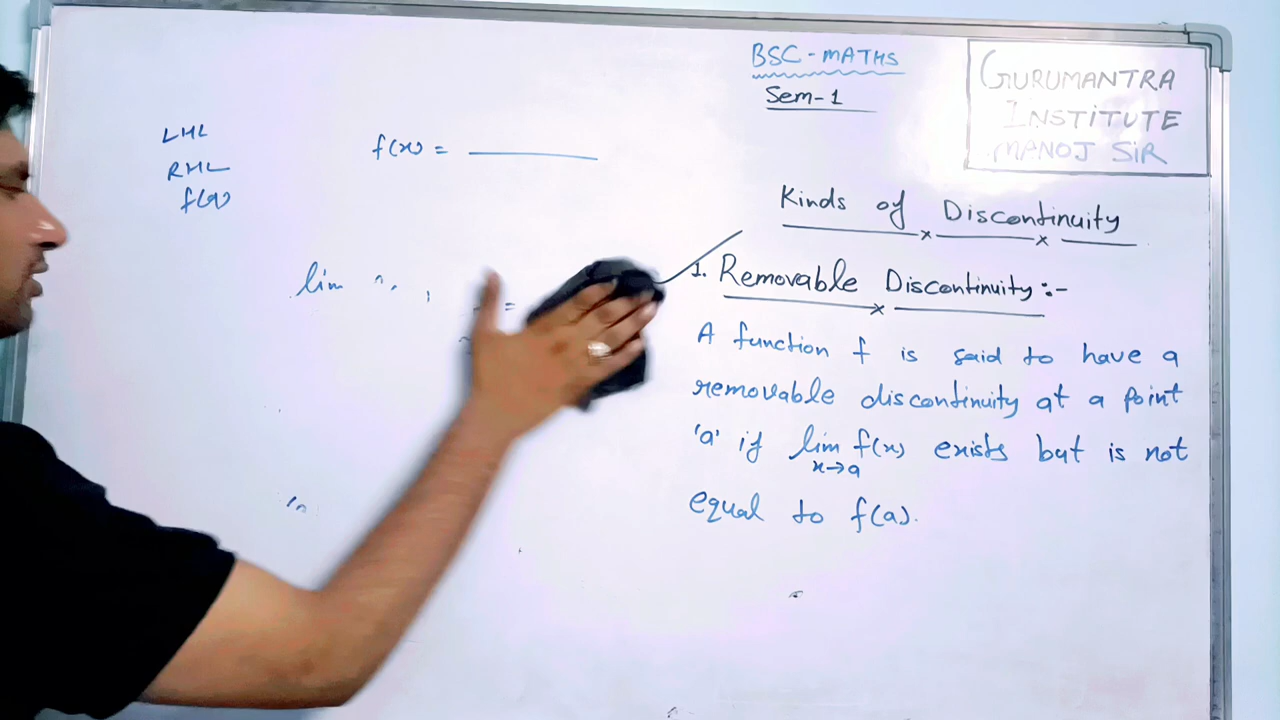 BSC-MATHS
Sem-1
GURUMANTRA
INSTITUTE
MANOJ SIR
LHL
RHL
f(a)
f(x) =
lim
=
Kinds of Discontinuity
1. Removable Discontinuity:-
A function f is said to have a
removable discontinuity at a point
'a' if lim f(x) exists but is not
x→a
equal to f(a).